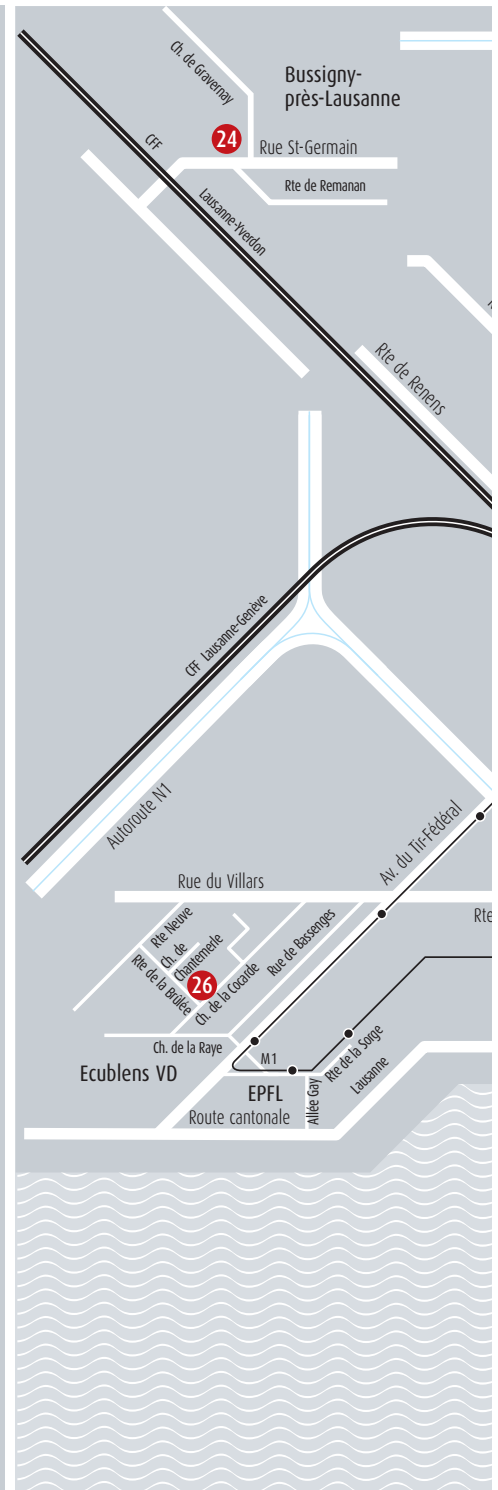 Ch. de Gravernay
Bussigny-
près-Lausanne
CFF
24
Rue St-Germain
Rte de Remanan
Lausanne-Yverdon
Rte de Renens
CFF Lausanne-Genève
Autoroute N1
Av. du Tir-Fédéral
Rue du Villars
Rte
Rte Neuve
Ch. de
Chantemerle
Rte de la Brûlée
26
Ch. de la Cocarde
Rue de Bassenges
Ch. de la Raye
M1
Rte de la Sorge
Lausanne
Ecublens VD
EPFL
Allée Gay
Route cantonale